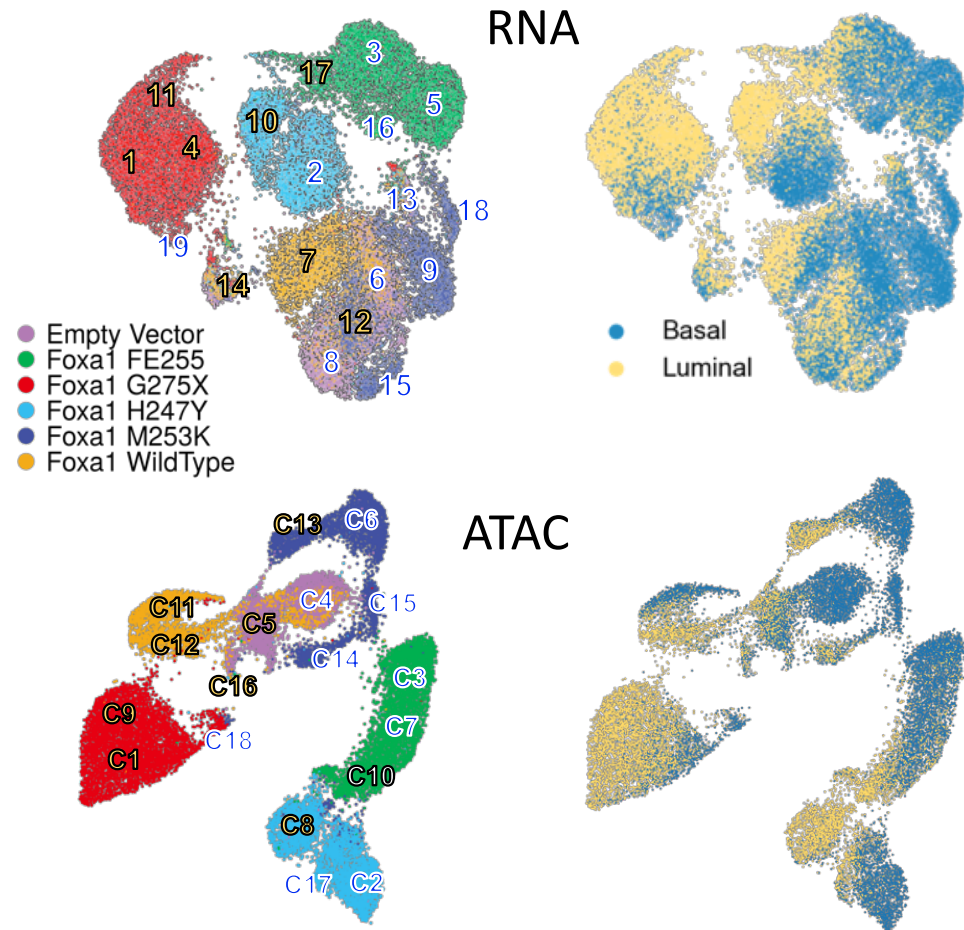 RNA
3
17
5
11
10
16
4
1
2
13
18
19
7
9
14
6
12
8
15
Basal
Luminal
Empty Vector
Foxa1 FE255
Foxa1 G275X
Foxa1 H247Y
Foxa1 M253K
Foxa1 WildType
ATAC
C13
C6
C11
C4
C15
C5
C12
C14
C16
C3
C9
C7
C18
C1
C10
C8
C17
C2